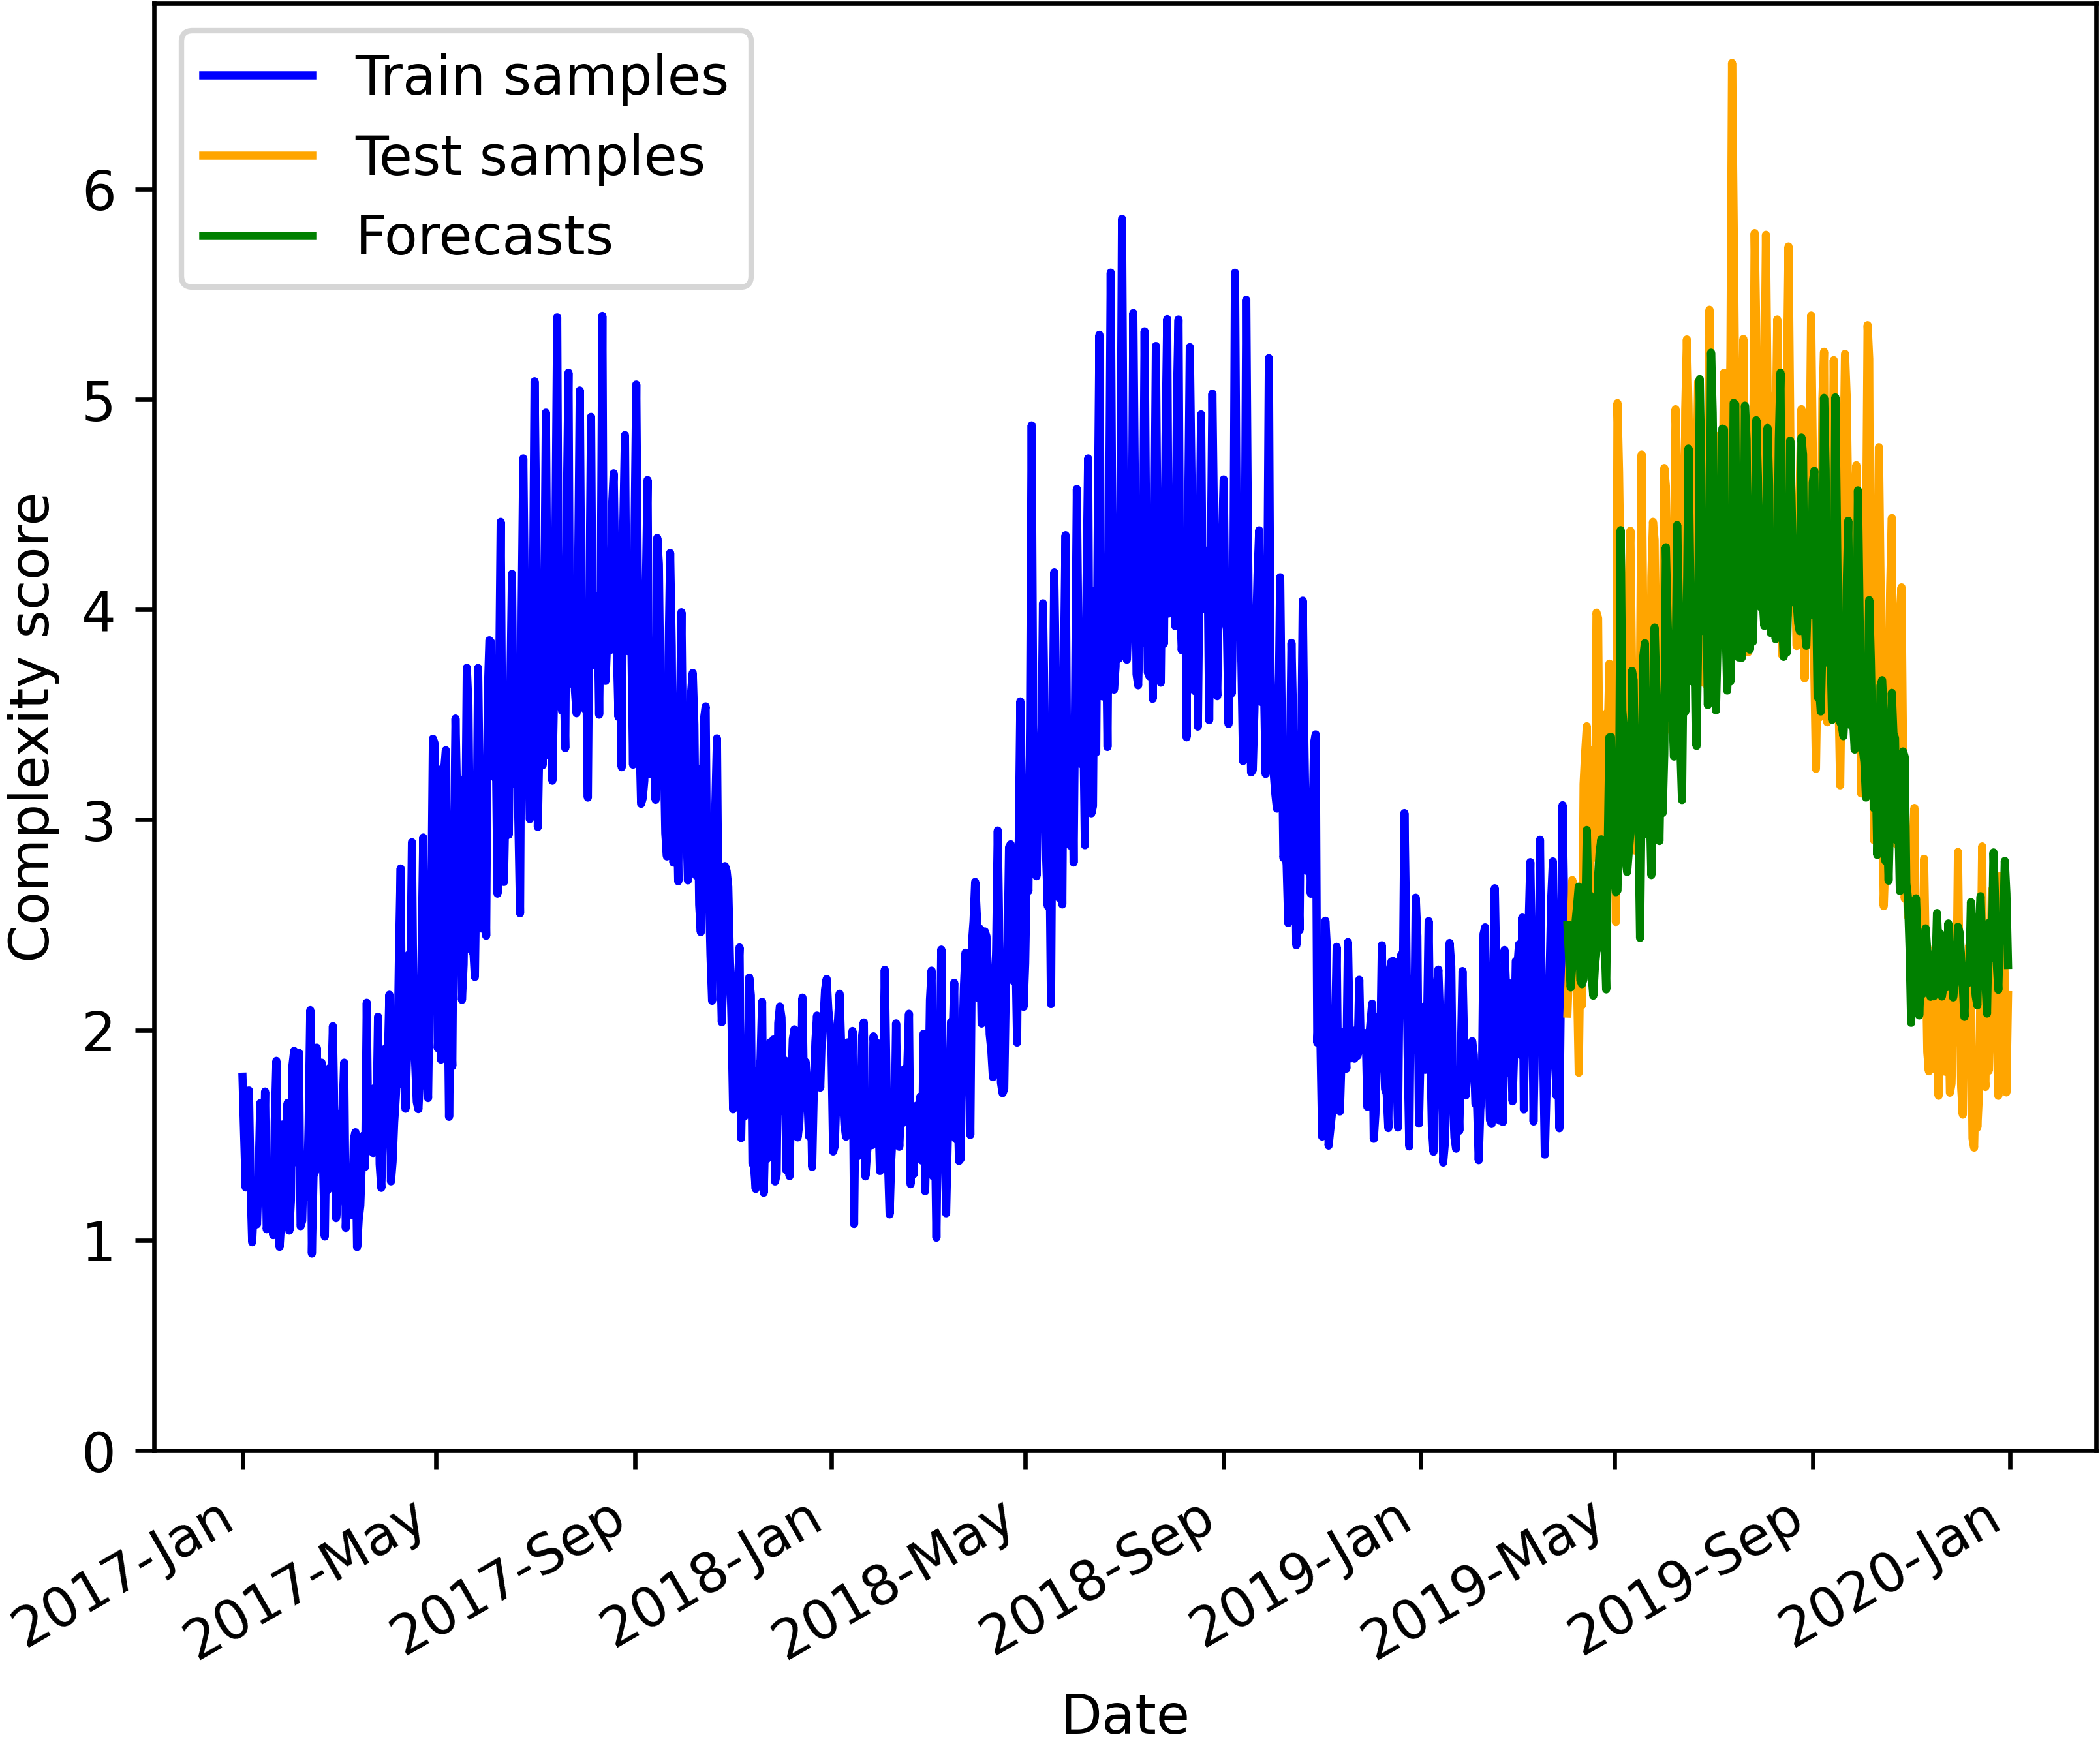 Train samples
Test samples
Forecasts
6
5
4
3
2
1
0
Complexity score
2017-Jan
2017-May
2017-Sep
2018-Jan
2018-May
2018-Sep
2019-Jan
2019-May
2019-Sep
2020-Jan
Date